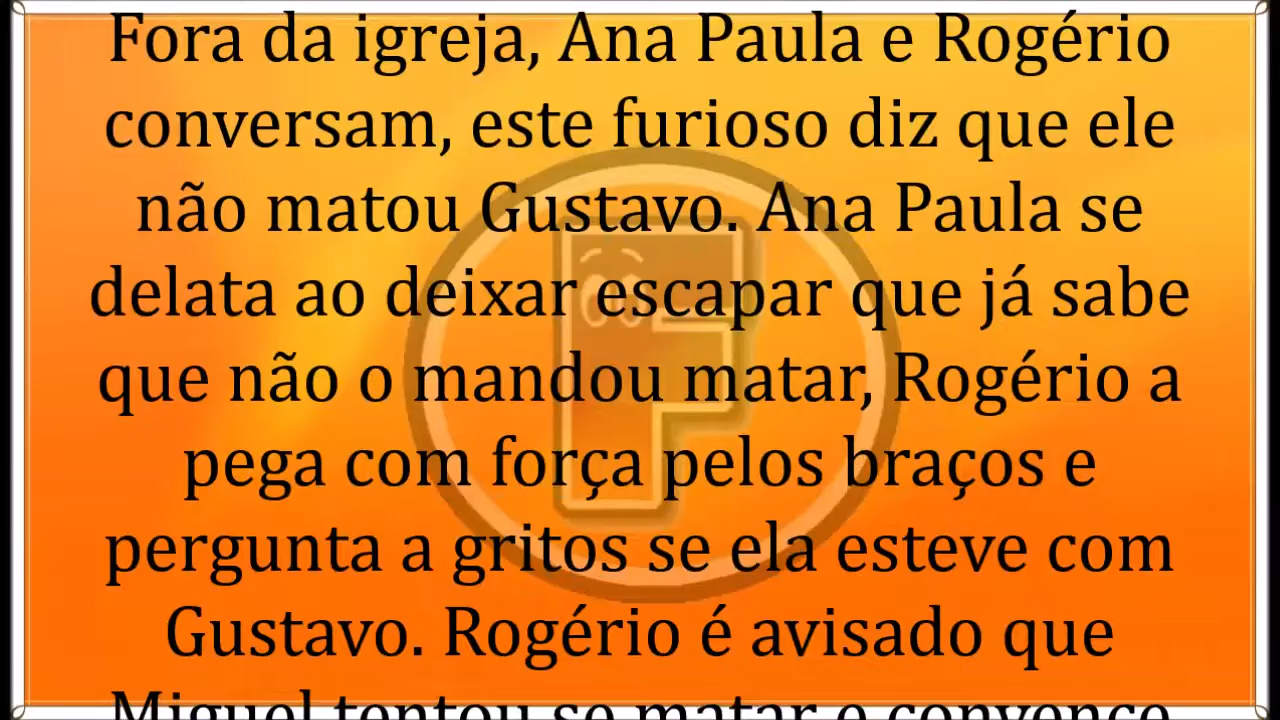 Fora da igreja, Ana Paula e Rogério
conversam, este furioso diz que ele
não matou Gustavo. Ana Paula se
delata ao deixar escapar que já sabe
que não o mandou matar, Rogério a
pega com força pelos braços e
pergunta a gritos se ela esteve com
Gustavo. Rogério é avisado que
Miguel tentou se matar e convence